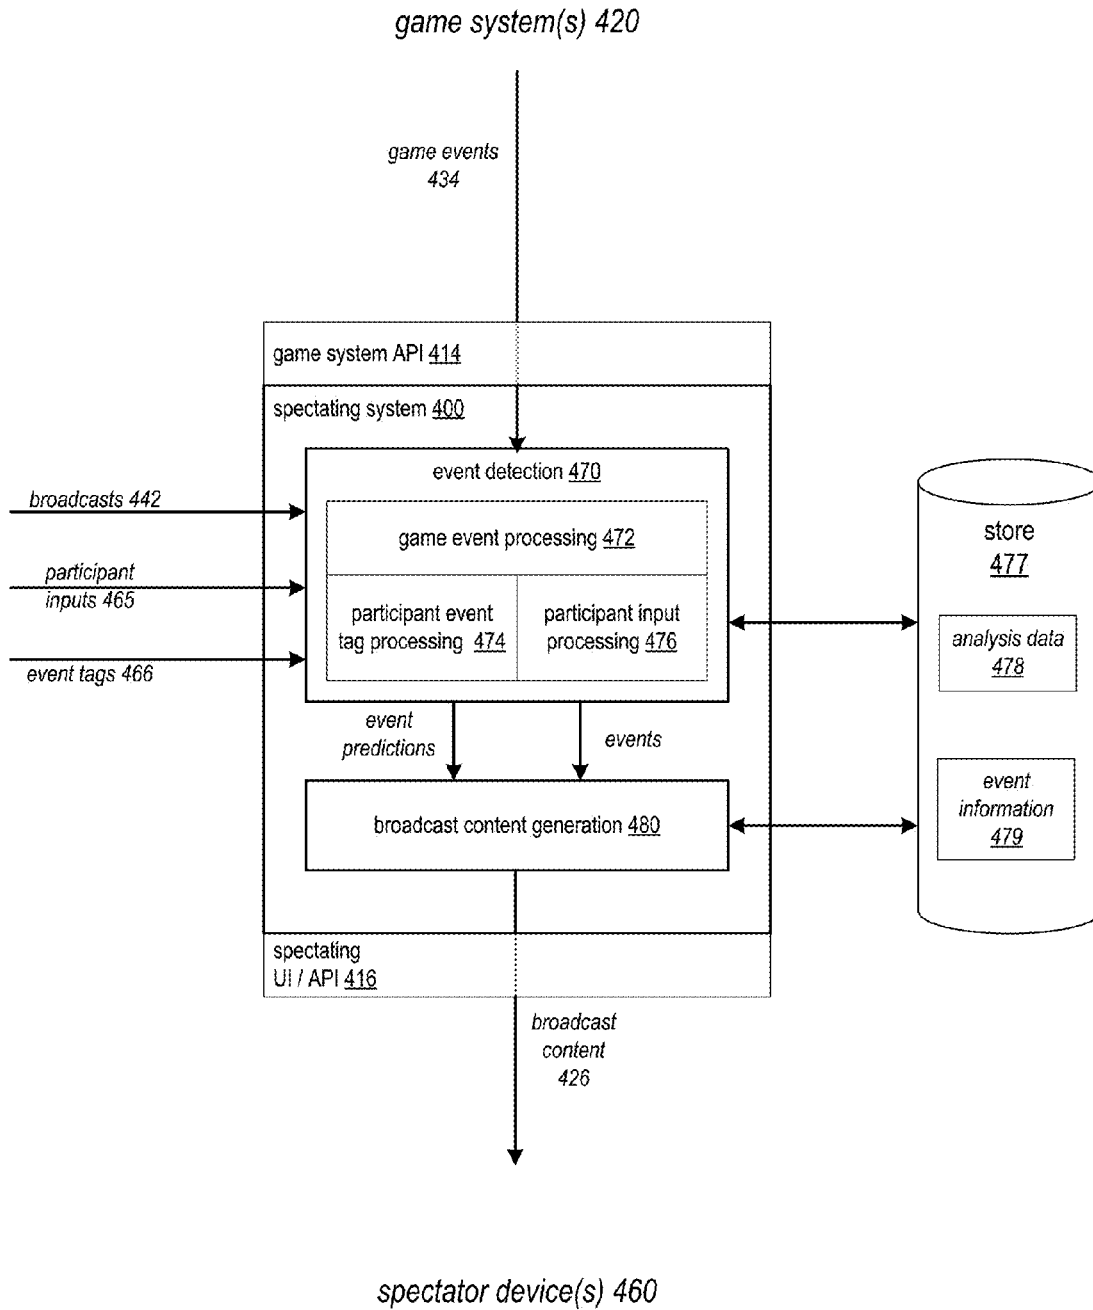 game system(s) 420
game events
434
game system API 414
spectating system 400
event detection 470
broadcasts 442
game event processing 472
participant
inputs 465
participant event
tag processing 474
participant input
processing 476
event tags 466
store
477
analysis data
478
event
predictions
events
event
information
479
broadcast content generation 480
spectating
UI / API 416
broadcast
content
426
spectator device(s) 460